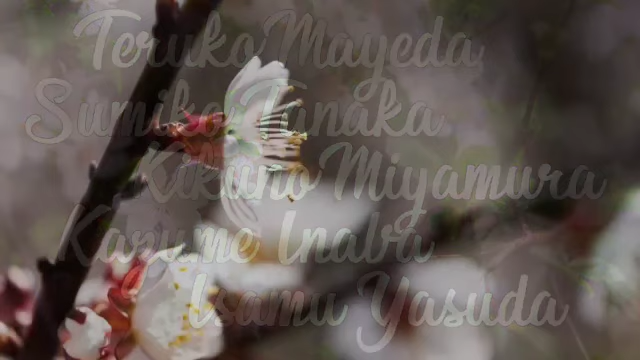 Teruko Mayeda
Sumiko Tanaka
Kikuno Miyamura
Kazume Inaba
Isamu Yasuda